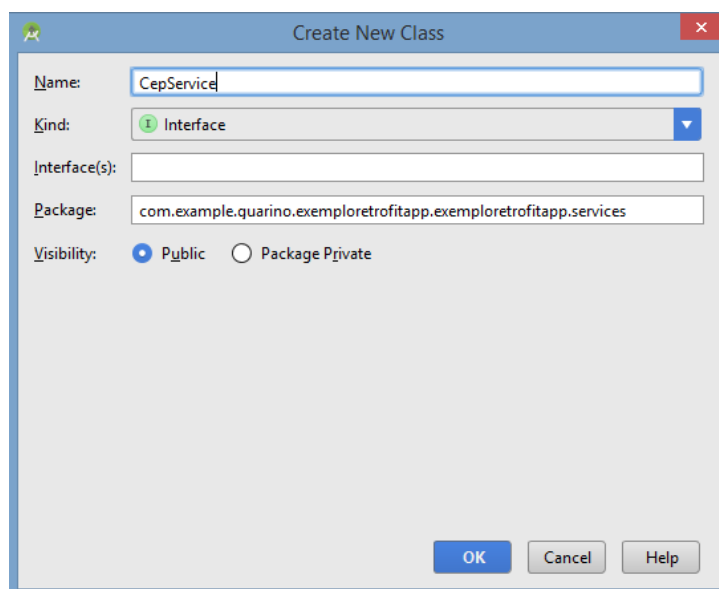 Create New Class
Name: CepService
Kind: I Interface
Interface(s):
Package: com.example.quarino.exemploretrofitapp.exemploretrofitapp.services
Visibility: Public Package Private
OK Cancel Help